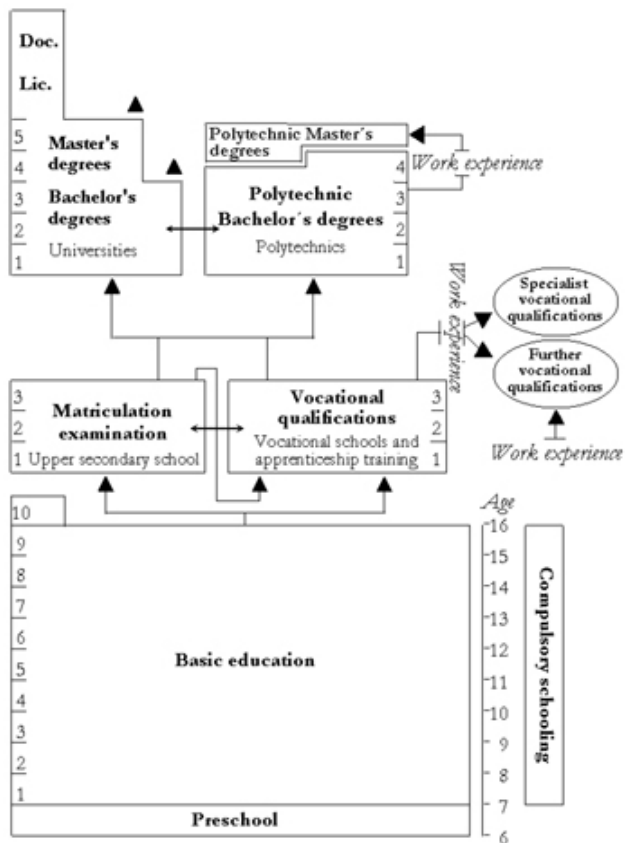 Doc.
Lic.
5
4
3
2
1
Master's
degrees
Bachelor's
degrees
Universities
Polytechnic Master´s
degrees
Work experience
Polytechnic
Bachelor´s degrees
Polytechnics
4
3
2
1
Work experience
Specialist
vocational
qualifications
Further
vocational
qualifications
Work experience
3
2
1
Matriculation
examination
Upper secondary school
Vocational
qualifications
Vocational schools and
apprenticeship training
3
2
1
10
9
8
7
6
5
4
3
2
1
Basic education
Preschool
Age
16
15
14
13
12
11
10
9
8
7
6
Compulsory schooling